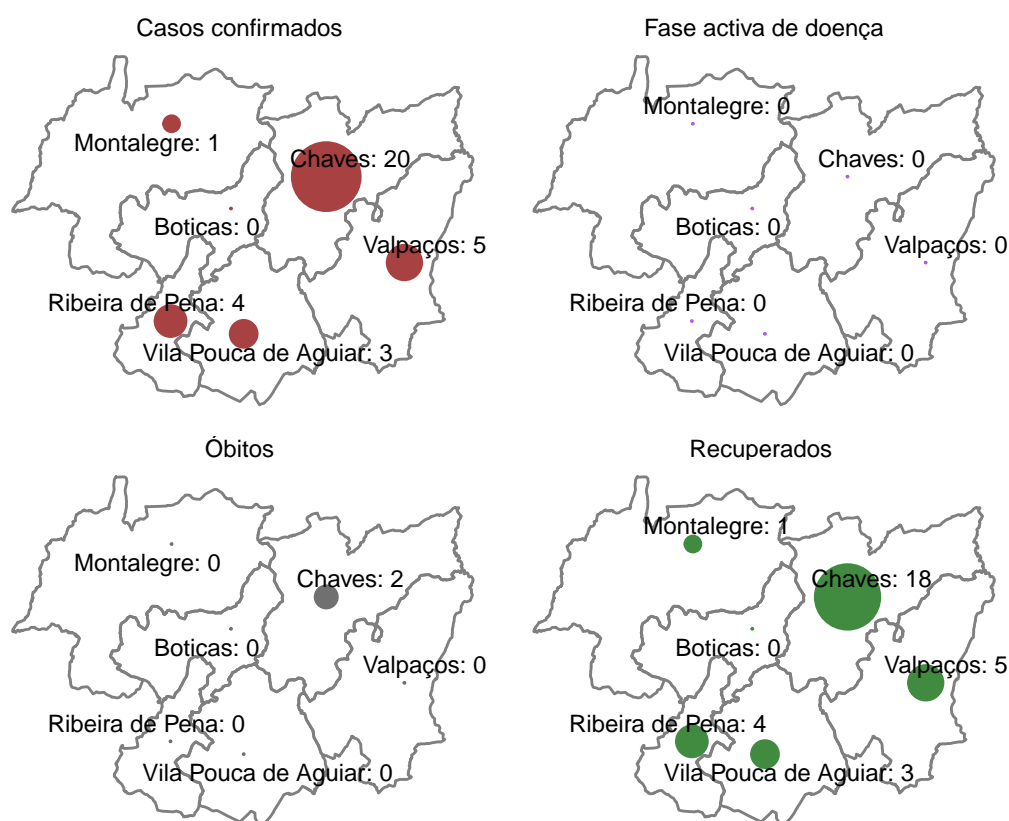 Casos confirmados
Montalegre: 1
Chaves: 20
Boticas: 0
Valpaços: 5
Ribeira de Pena: 4
Vila Pouca de Aguiar: 3
Fase activa de doença
Montalegre: 0
Chaves: 0
Boticas: 0
Valpaços: 0
Ribeira de Pena: 0
Vila Pouca de Aguiar: 0
Óbitos
Montalegre: 0
Chaves: 2
Boticas: 0
Valpaços: 0
Ribeira de Pena: 0
Vila Pouca de Aguiar: 0
Recuperados
Montalegre: 1
Chaves: 18
Boticas: 0
Valpaços: 5
Ribeira de Pena: 4
Vila Pouca de Aguiar: 3